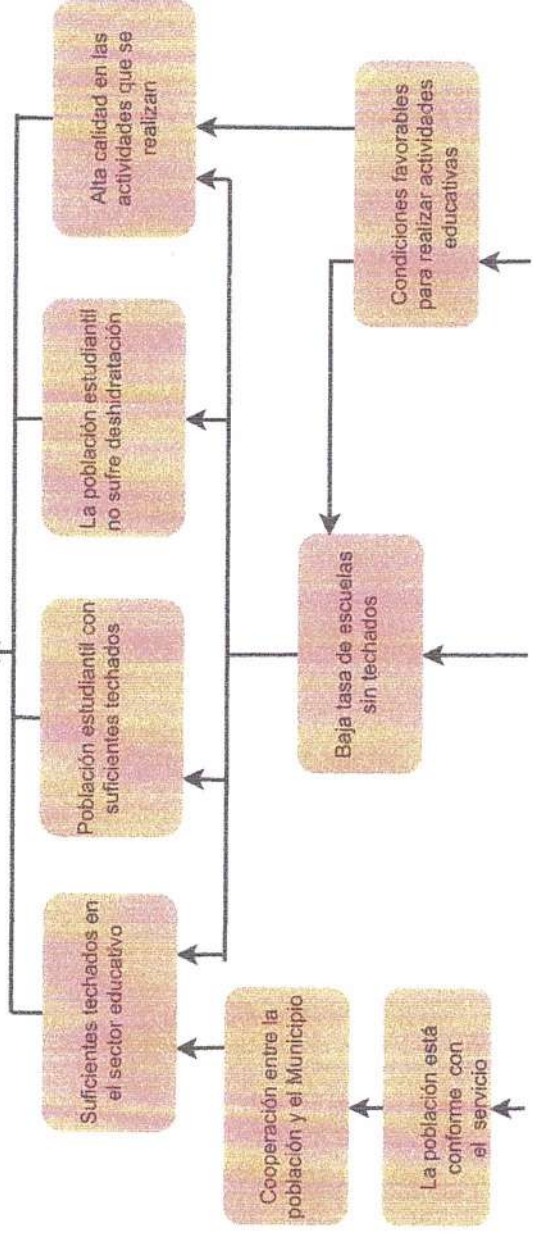 Suficientes techados en
el sector educativo
Población estudiantil con
suficientes techados
La población estudiantil
no sufre deshidratación
Alta calidad en las
actividades que se
realizan
Cooperación entre la
población y el Municipio
La población está
conforme con
el servicio
Baja tasa de escuelas
sin techados
Condiciones favorables
para realizar actividades
educativas